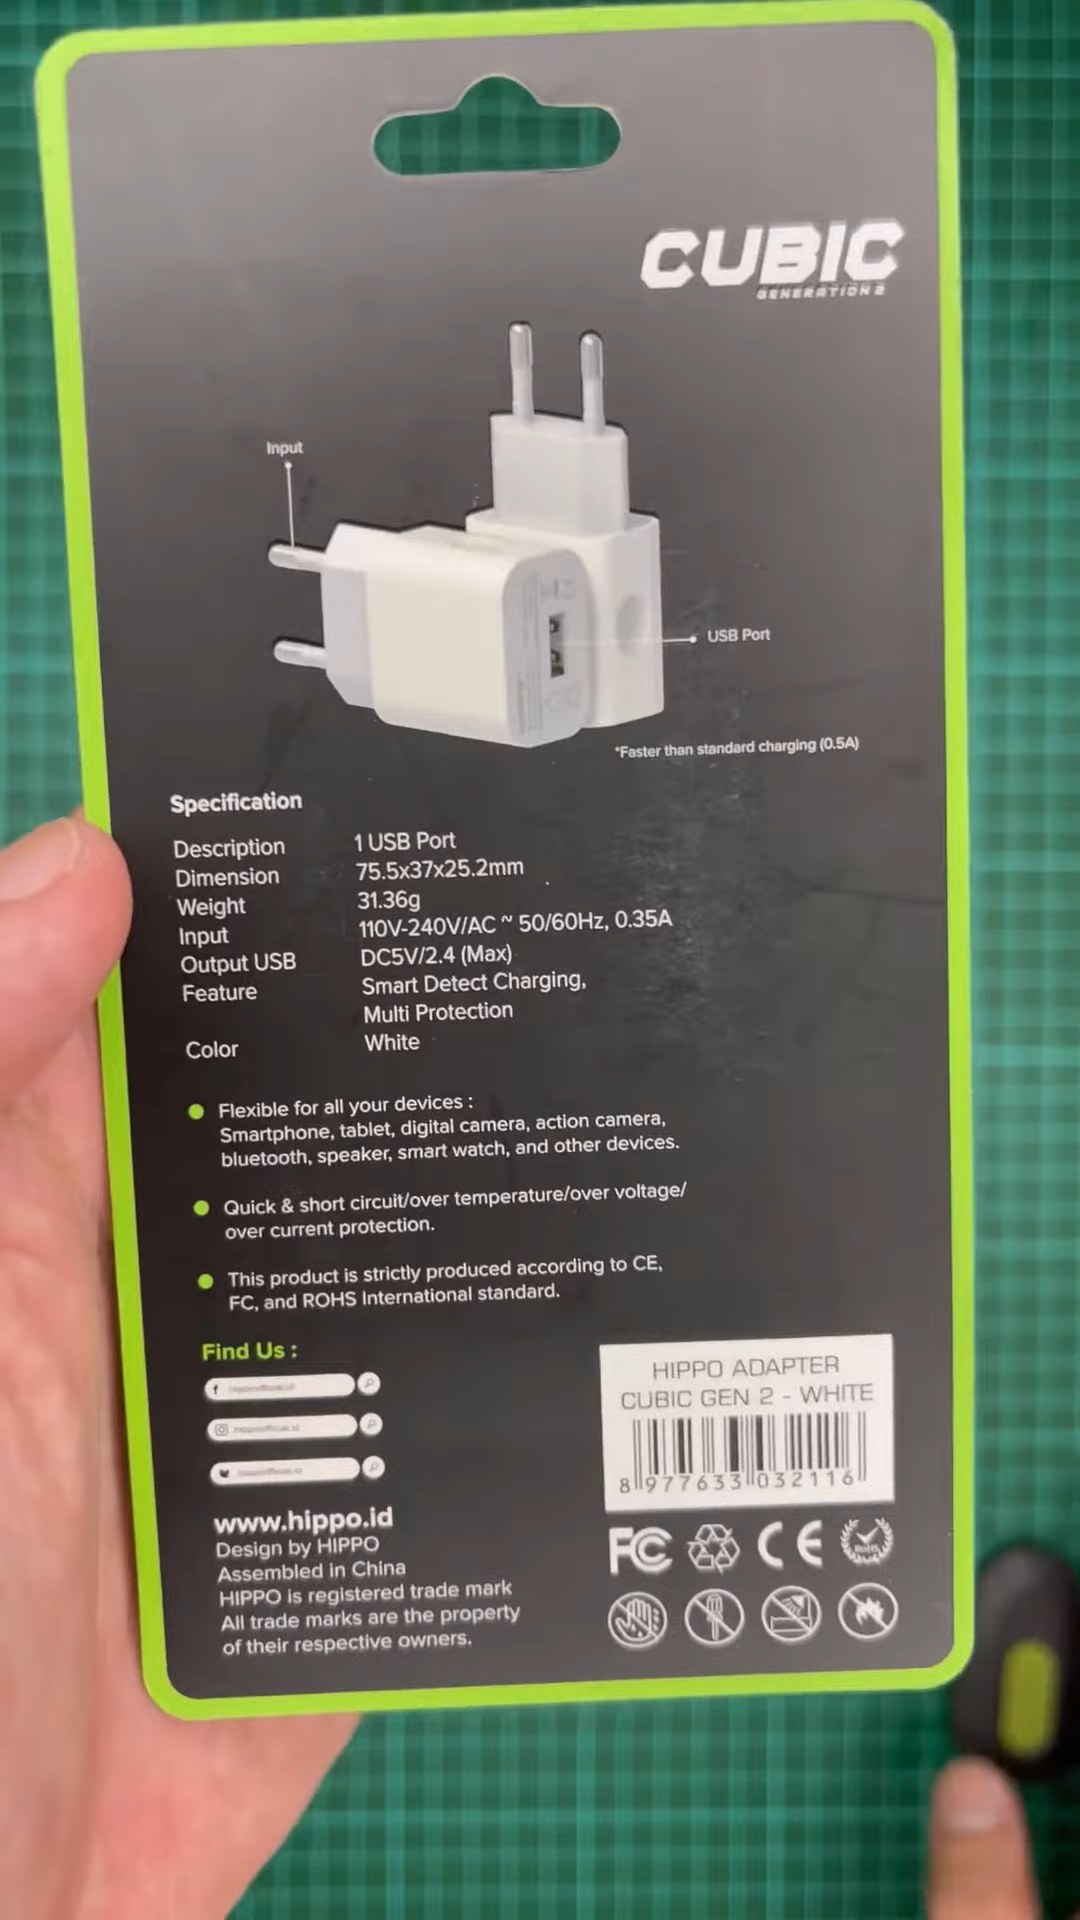 CUBIC
GENERATION 2
Input
USB Port
*Faster than standard charging (0.5A)
Specification
Description 1 USB Port
Dimension 75.5x37x25.2mm
Weight 31.36g
Input 110V-240V/AC ~ 50/60Hz, 0.35A
Output USB DC5V/2.4 (Max)
Feature Smart Detect Charging,
Multi Protection
Color White
Flexible for all your devices :
Smartphone, tablet, digital camera, action camera,
bluetooth, speaker, smart watch, and other devices.
Quick & short circuit/over temperature/over voltage/
over current protection.
This product is strictly produced according to CE,
FC, and ROHS International standard.
Find Us :
www.hippo.id
Design by HIPPO
Assembled in China
HIPPO is registered trade mark
All trade marks are the property
of their respective owners.
HIPPO ADAPTER
CUBIC GEN 2 - WHITE
8 977633 032116
FC CE RoHS